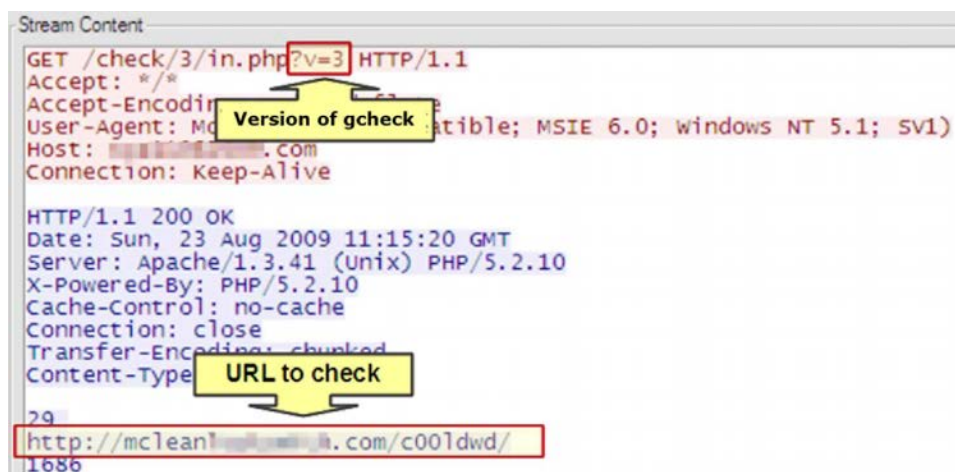 Stream Content
GET /check/3/in.php?v=3 HTTP/1.1
Accept: */*
Accept-Encodin
Version of gcheck
User-Agent: Mo atible; MSIE 6.0; Windows NT 5.1; SV1)
Host: .com
Connection: Keep-Alive
HTTP/1.1 200 OK
Date: Sun, 23 Aug 2009 11:15:20 GMT
Server: Apache/1.3.41 (Unix) PHP/5.2.10
X-Powered-By: PHP/5.2.10
Cache-Control: no-cache
Connection: close
Transfer-Encoding: chunked
Content-Type
URL to check
29
http://mclean .com/c00ldwd/
1686